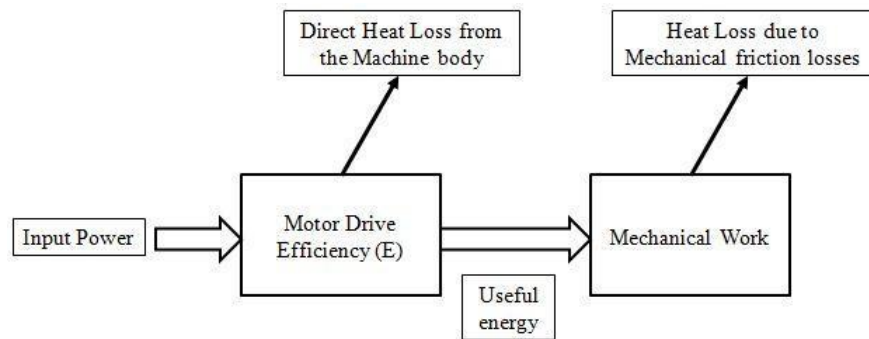 Direct Heat Loss from
the Machine body
Heat Loss due to
Mechanical friction losses
Input Power
Motor Drive
Efficiency (E)
Mechanical Work
Useful
energy